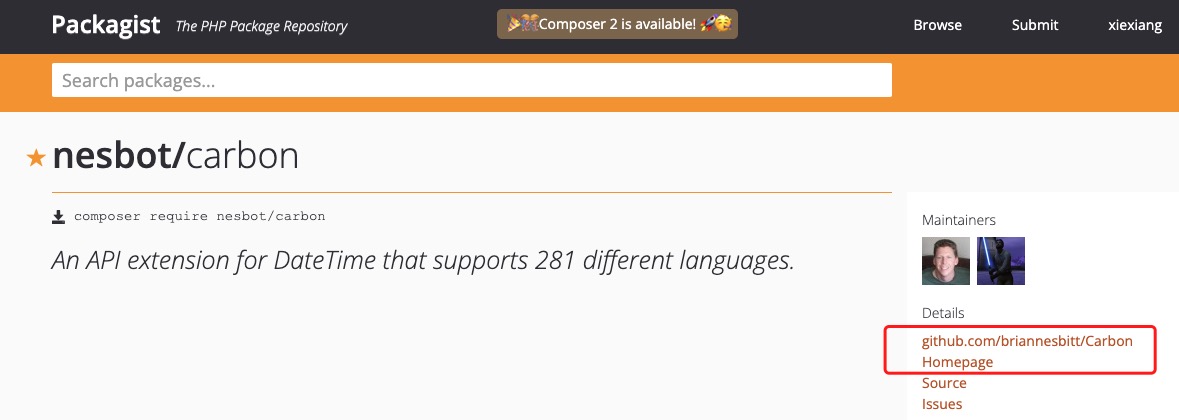 Packagist The PHP Package Repository 🎉🎊Composer 2 is available! 🚀🥳 Browse Submit xiexiang
Search packages...
nesbot/carbon
composer require nesbot/carbon
An API extension for DateTime that supports 281 different languages.
Maintainers
Details
github.com/briannesbitt/Carbon
Homepage
Source
Issues